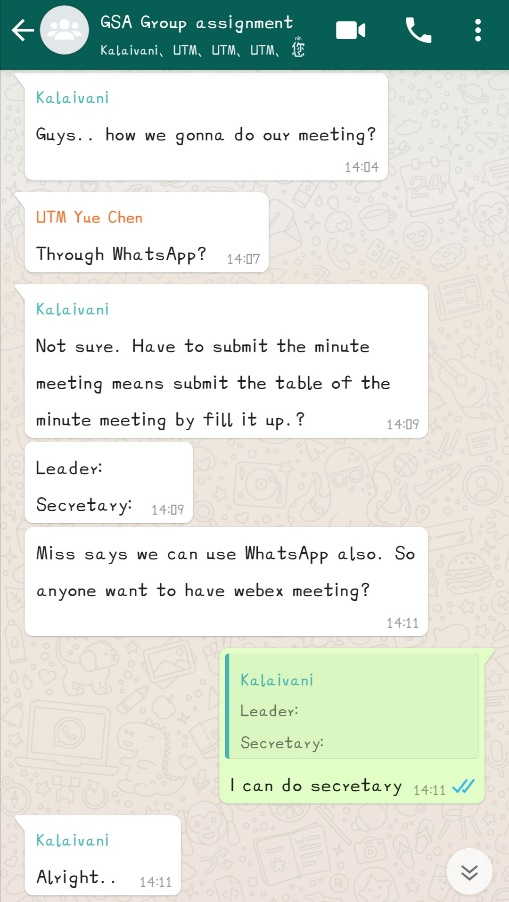 GSA Group assignment
Kalaivani、UTM、UTM、UTM、您
Kalaivani
Guys.. how we gonna do our meeting?
14:04
UTM Yue Chen
Through WhatsApp? 14:07
Kalaivani
Not sure. Have to submit the minute
meeting means submit the table of the
minute meeting by fill it up.? 14:09
Leader:
Secretary: 14:09
Miss says we can use WhatsApp also. So
anyone want to have webex meeting?
14:11
Kalaivani
Leader:
Secretary:
I can do secretary 14:11
Kalaivani
Alright.. 14:11